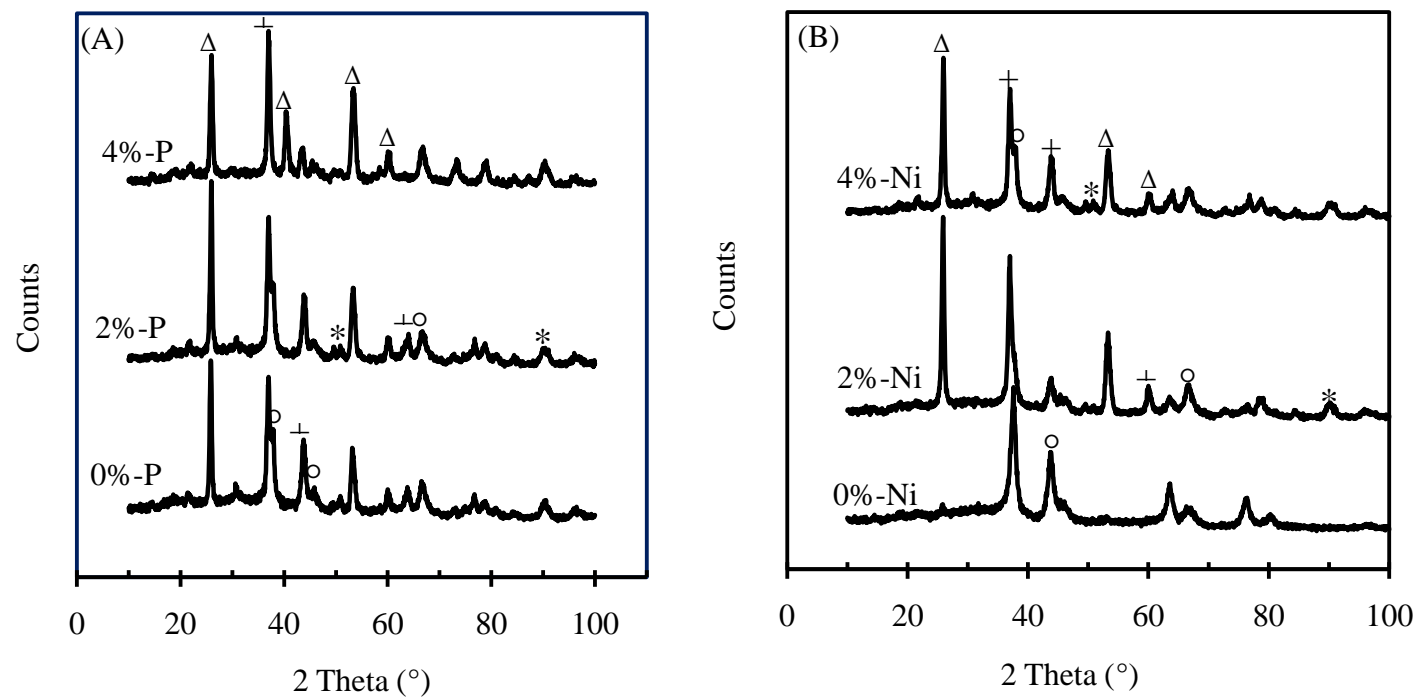 (A)
Δ + Δ Δ Δ
4%-P
2%-P
* + ○ *
0%-P
○ + ○
Counts
0 20 40 60 80 100
2 Theta (°)
(B)
Δ + ○ + * Δ Δ
4%-Ni
2%-Ni
+ ○ *
0%-Ni
○
Counts
0 20 40 60 80 100
2 Theta (°)